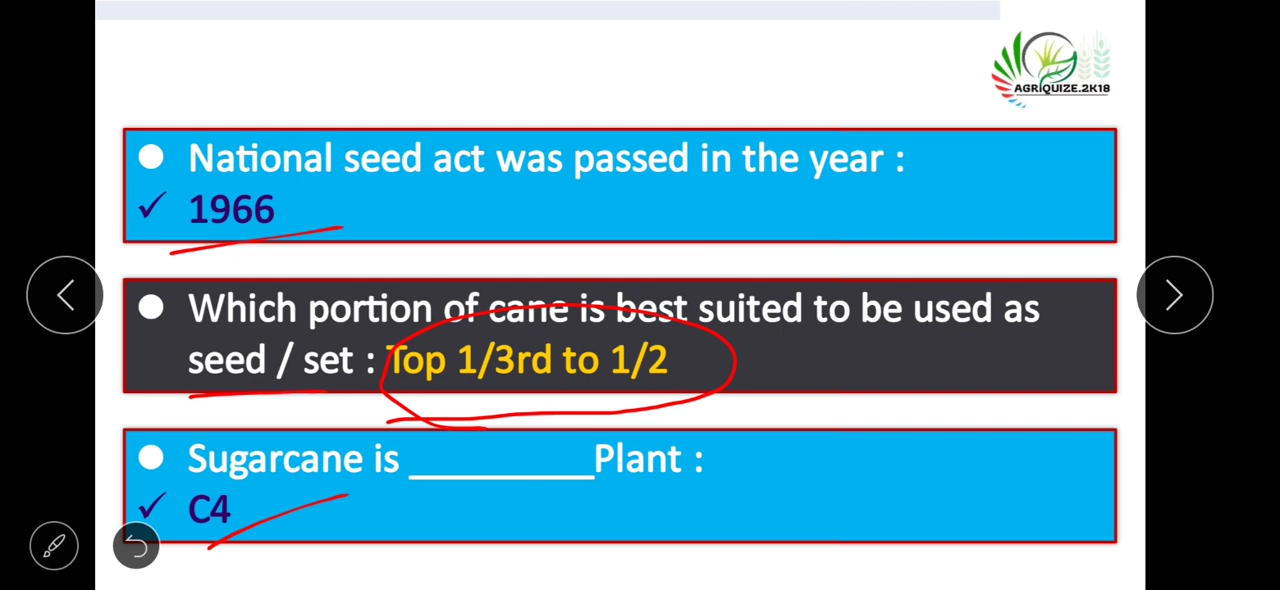 AGRIQUIZE.2K18
National seed act was passed in the year :
✓ 1966
Which portion of cane is best suited to be used as
seed / set : Top 1/3rd to 1/2
Sugarcane is _________Plant :
✓ C4